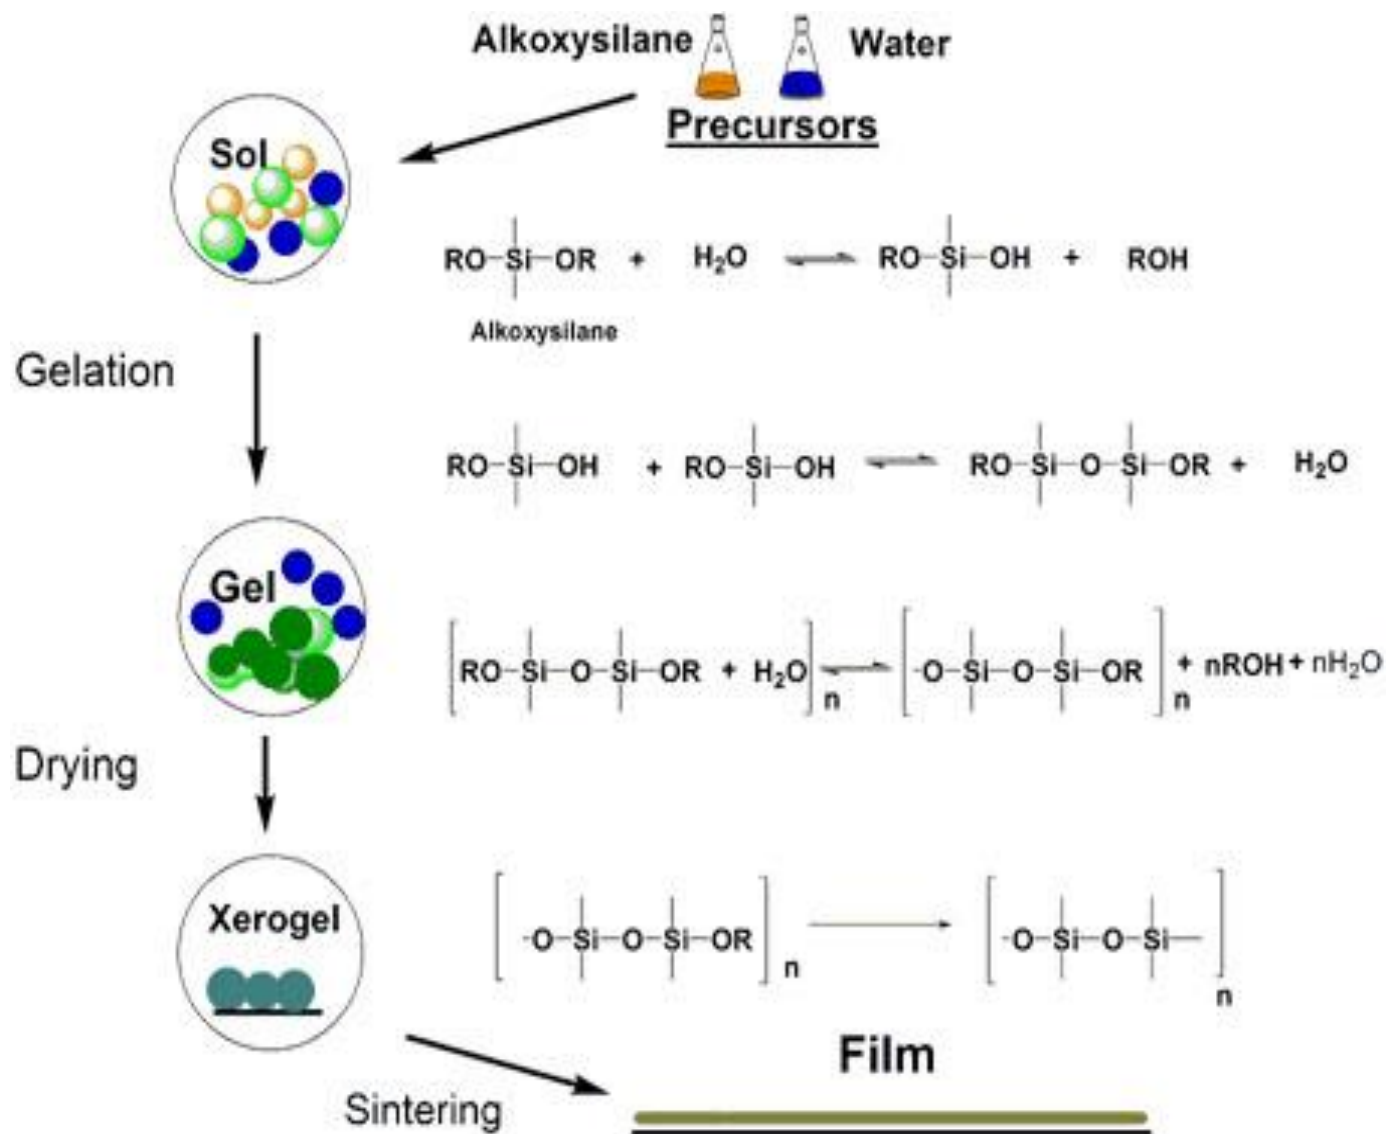 Alkoxysilane Water
Precursors
Sol
RO–Si–OR + H₂O ⇌ RO–Si–OH + ROH
Alkoxysilane
Gelation
RO–Si–OH + RO–Si–OH ⇌ RO–Si–O–Si–OR + H₂O
Gel
[RO–Si–O–Si–OR + H₂O]n ⇌ [-O–Si–O–Si–OR]n + nROH + nH₂O
Drying
Xerogel
[-O–Si–O–Si–OR]n → [-O–Si–O–Si—]n
Film
Sintering